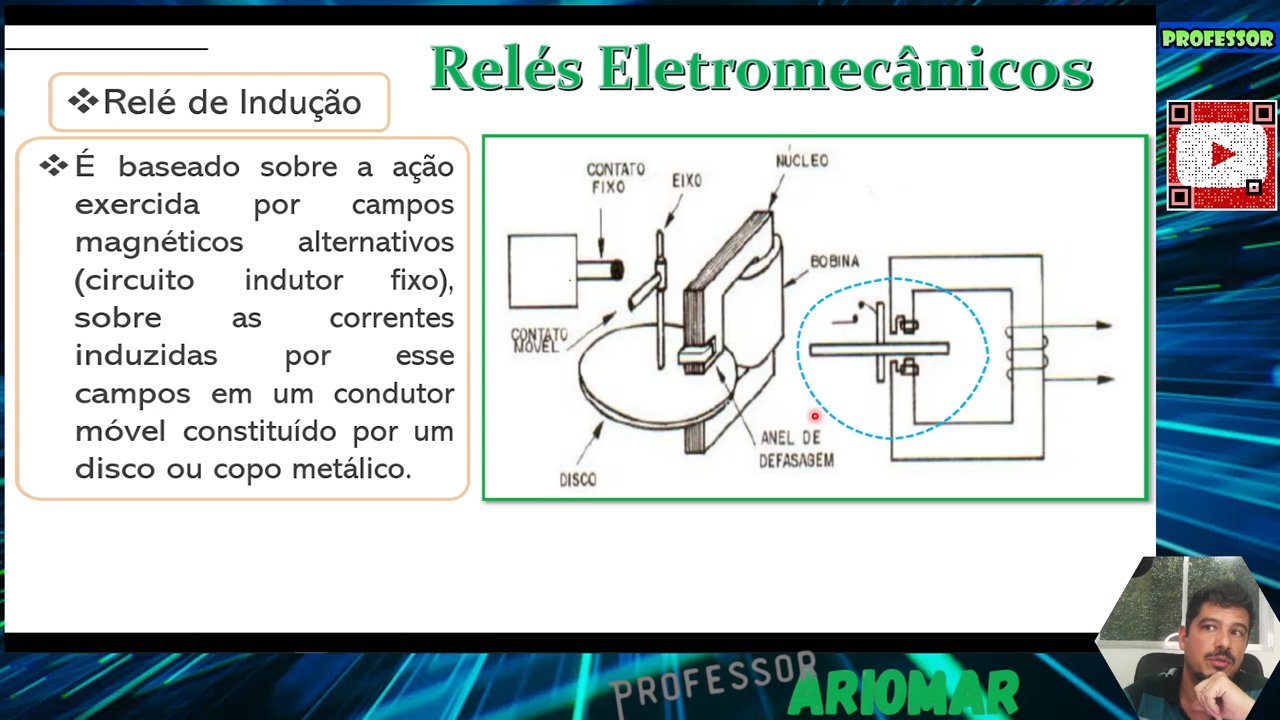 PROFESSOR
Relés Eletromecânicos
❖Relé de Indução
❖É baseado sobre a ação
exercida por campos
magnéticos alternativos
(circuito indutor fixo),
sobre as correntes
induzidas por esse
campos em um condutor
móvel constituído por um
disco ou copo metálico.
NÚCLEO
CONTATO
FIXO
EIXO
BOBINA
CONTATO
MÓVEL
ANEL DE
DEFASAGEM
DISCO
PROFESSOR
ARIOMAR